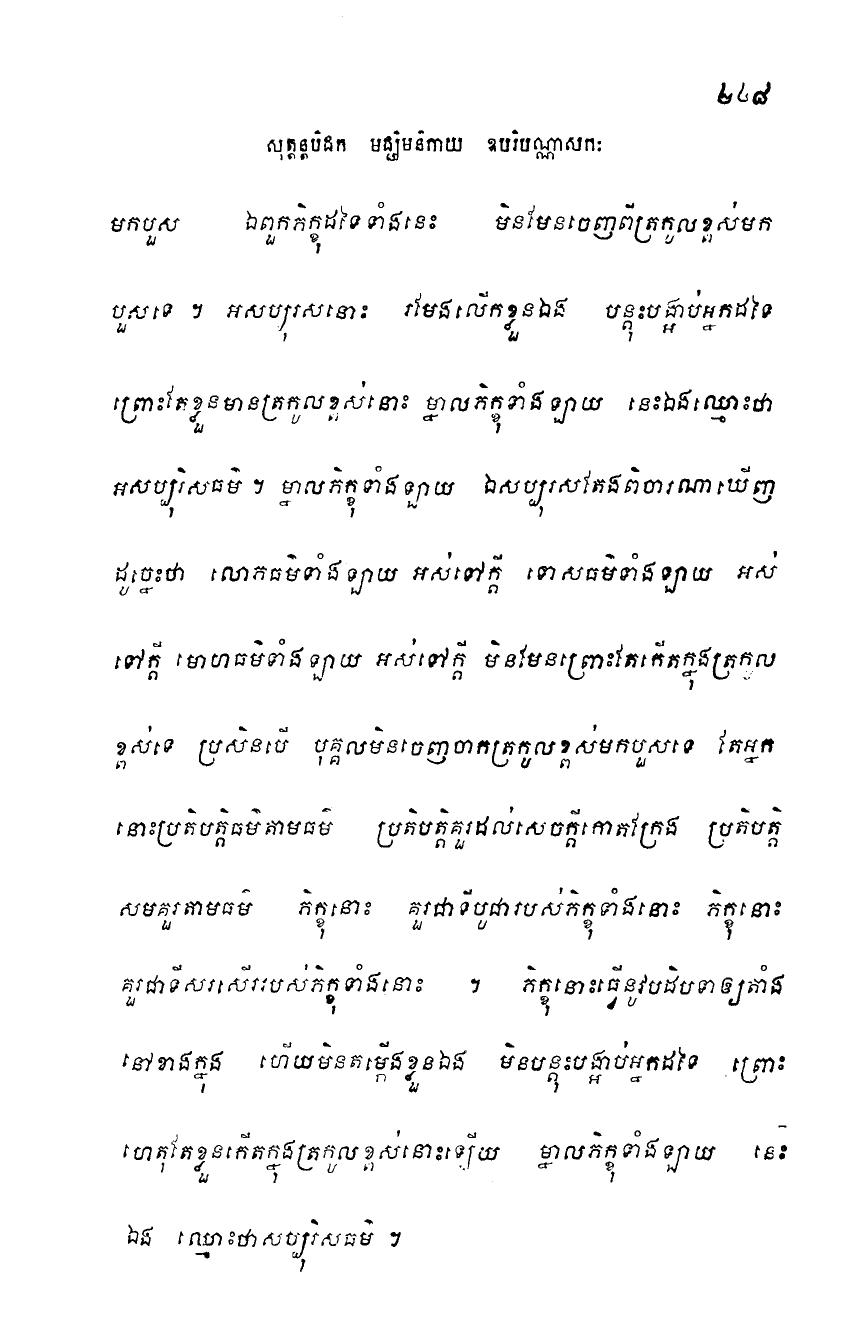 ២៤៨
សុត្តន្តបិដក មជ្ឈិមនិកាយ ឧបរិបណ្ណាសកៈ
មកបួស ឯពួកភិក្ខុដទៃទាំងនេះ មិនមែនចេញពីត្រកូលខ្ពស់មក
បួសទេ ។ អសប្បុរសនោះ រមែងលើកខ្លួនឯង បន្តុះបង្អាប់អ្នកដទៃ
ព្រោះតែខ្លួនមានត្រកូលខ្ពស់នោះ ម្នាលភិក្ខុទាំងឡាយ នេះឯងឈ្មោះថា
អសប្បុរិសធម៌ ។ ម្នាលភិក្ខុទាំងឡាយ ឯសប្បុរសតែងពិចារណាឃើញ
ដូច្នេះថា លោភធម៌ទាំងឡាយ អស់ទៅក្តី ទោសធម៌ទាំងឡាយ អស់
ទៅក្តី មោហធម៌ទាំងឡាយ អស់ទៅក្តី មិនមែនព្រោះតែកើតក្នុងត្រកូល
ខ្ពស់ទេ ប្រសិនបើ បុគ្គលមិនចេញចាកត្រកូលខ្ពស់មកបួសទេ តែអ្នក
នោះប្រតិបត្តិធម៌តាមធម៌ ប្រតិបត្តិគួរដល់សេចក្តីកោតក្រែង ប្រតិបត្តិ
សមគួរតាមធម៌ ភិក្ខុនោះ គួរជាទីបូជារបស់ភិក្ខុទាំងនោះ ភិក្ខុនោះ
គួរជាទីសរសើររបស់ភិក្ខុទាំងនោះ ។ ភិក្ខុនោះធ្វើនូវបដិបទាឲ្យតាំង
នៅខាងក្នុង ហើយមិនតម្កើងខ្លួនឯង មិនបន្តុះបង្អាប់អ្នកដទៃ ព្រោះ
ហេតុតែខ្លួនកើតក្នុងត្រកូលខ្ពស់នោះឡើយ ម្នាលភិក្ខុទាំងឡាយ នេះ
ឯង ឈ្មោះថាសប្បុរិសធម៌ ។